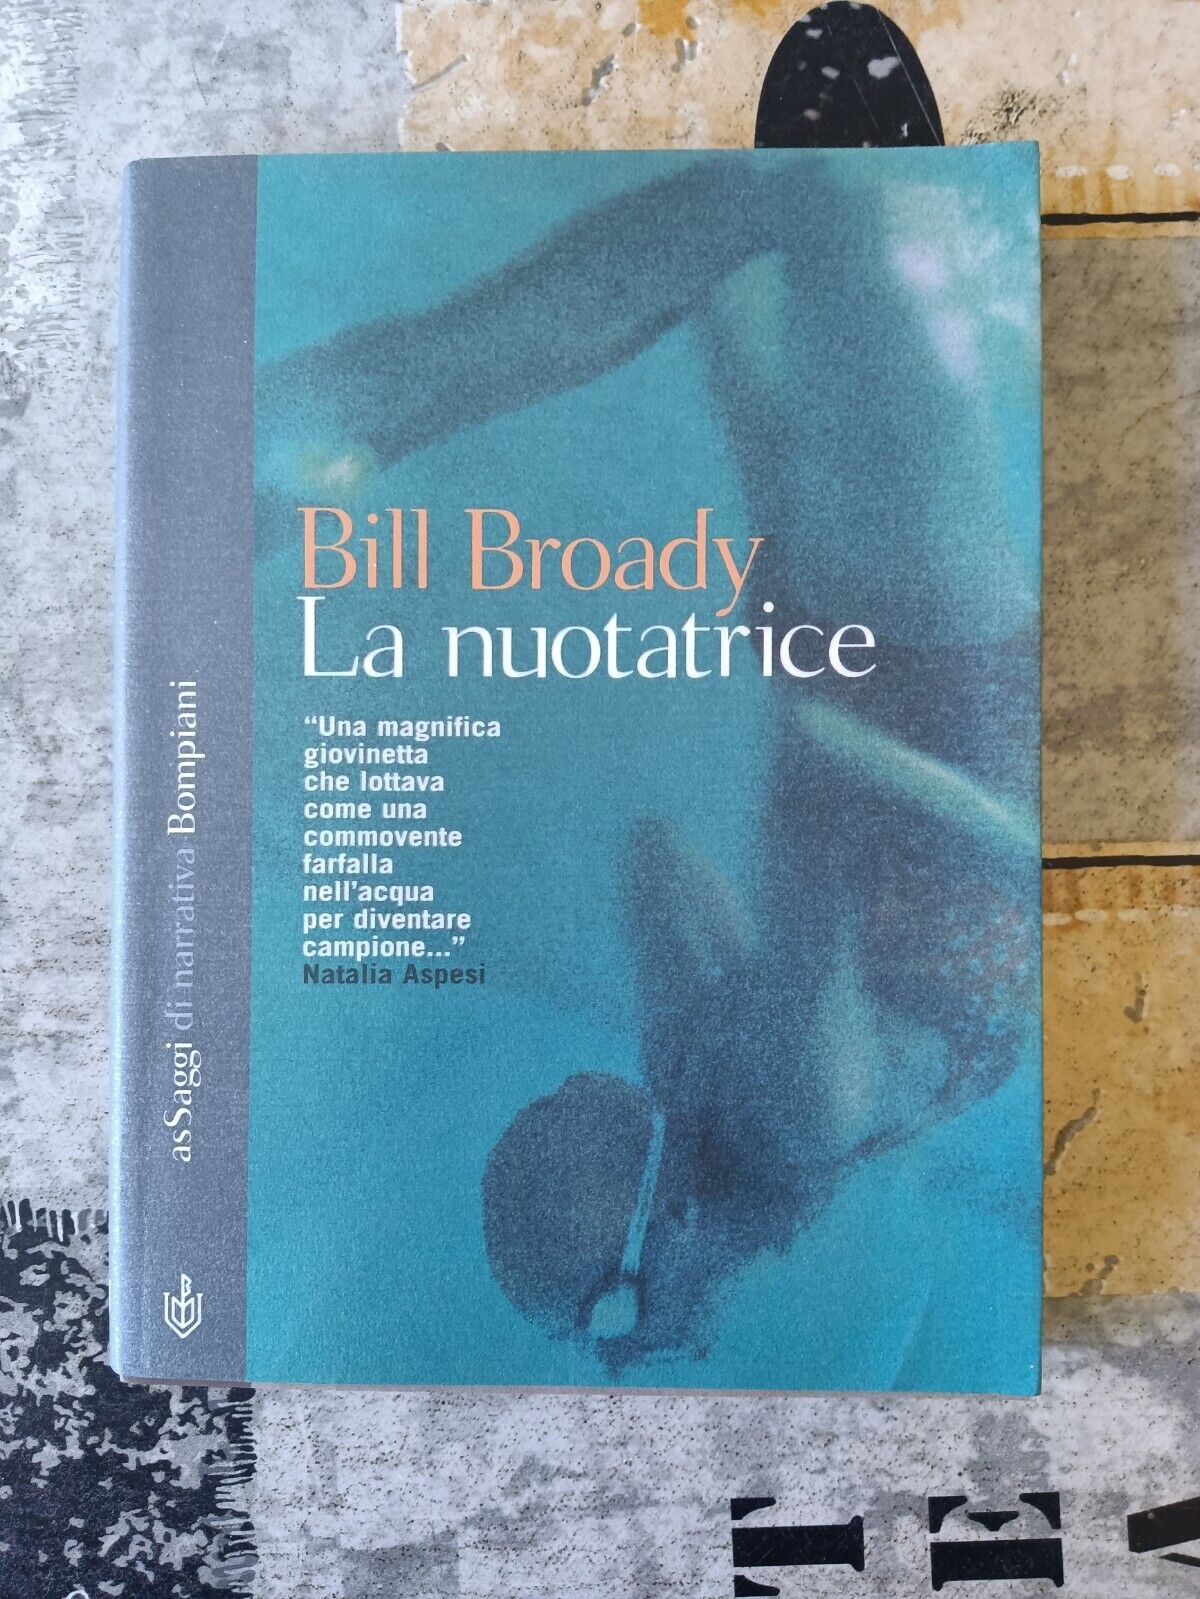 Bill Broady
La nuotatrice
“Una magnifica
giovinetta
che lottava
come una
commovente
farfalla
nell’acqua
per diventare
campione...”
Natalia Aspesi
asSaggi di narrativa Bompiani